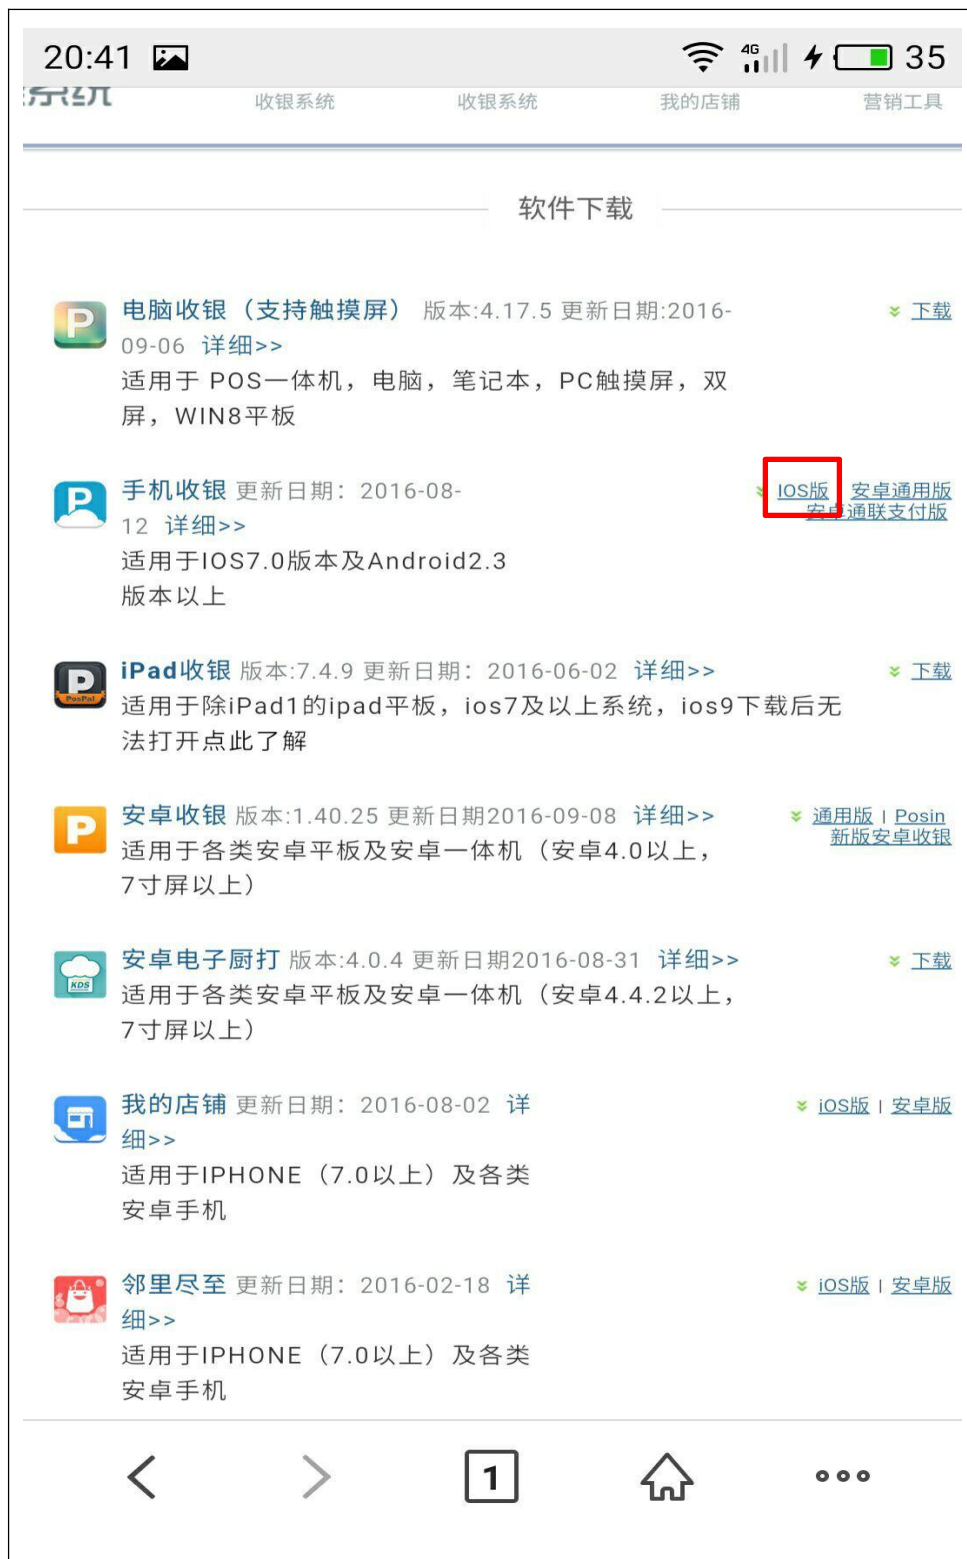 20:41 4G 35
系统 收银系统 收银系统 我的店铺 营销工具
软件下载
电脑收银（支持触摸屏） 版本:4.17.5 更新日期:2016- 下载
09-06 详细>>
适用于 POS一体机，电脑，笔记本，PC触摸屏，双
屏，WIN8平板
手机收银 更新日期：2016-08- IOS版 安卓通用版
12 详细>> 安卓通联支付版
适用于IOS7.0版本及Android2.3
版本以上
iPad收银 版本:7.4.9 更新日期：2016-06-02 详细>> 下载
适用于除iPad1的ipad平板，ios7及以上系统，ios9下载后无
法打开点此了解
安卓收银 版本:1.40.25 更新日期2016-09-08 详细>> 通用版 | Posin
新版安卓收银
适用于各类安卓平板及安卓一体机（安卓4.0以上，
7寸屏以上）
安卓电子厨打 版本:4.0.4 更新日期2016-08-31 详细>> 下载
适用于各类安卓平板及安卓一体机（安卓4.4.2以上，
7寸屏以上）
我的店铺 更新日期：2016-08-02 详 iOS版 | 安卓版
细>>
适用于IPHONE（7.0以上）及各类
安卓手机
邻里尽至 更新日期：2016-02-18 详 iOS版 | 安卓版
细>>
适用于IPHONE（7.0以上）及各类
安卓手机
1